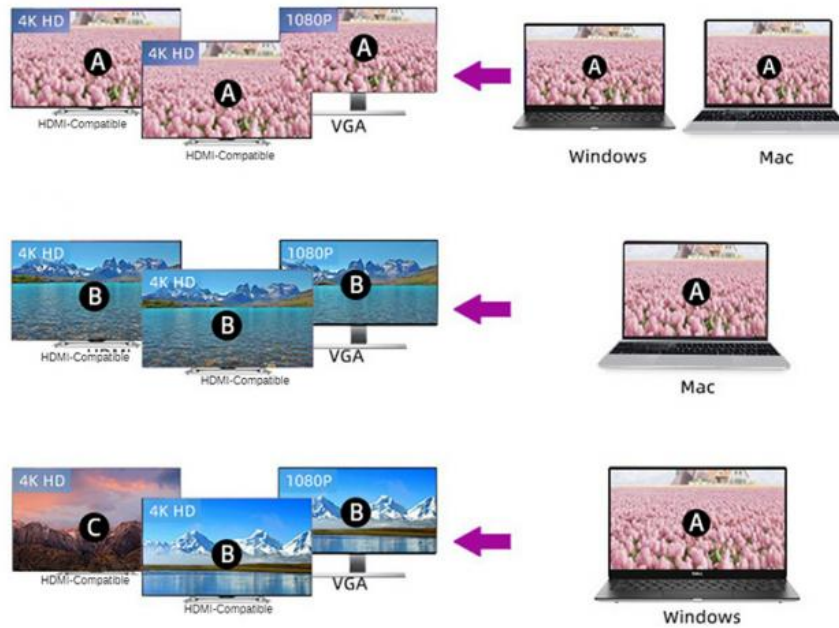 4K HD
1080P
A
4K HD
A
A
A
A
HDMI-Compatible
VGA
HDMI-Compatible
Windows
Mac
4K HD
1080P
B
4K HD
B
B
A
HDMI-Compatible
VGA
HDMI-Compatible
Mac
4K HD
1080P
C
4K HD
B
B
A
HDMI-Compatible
VGA
HDMI-Compatible
Windows